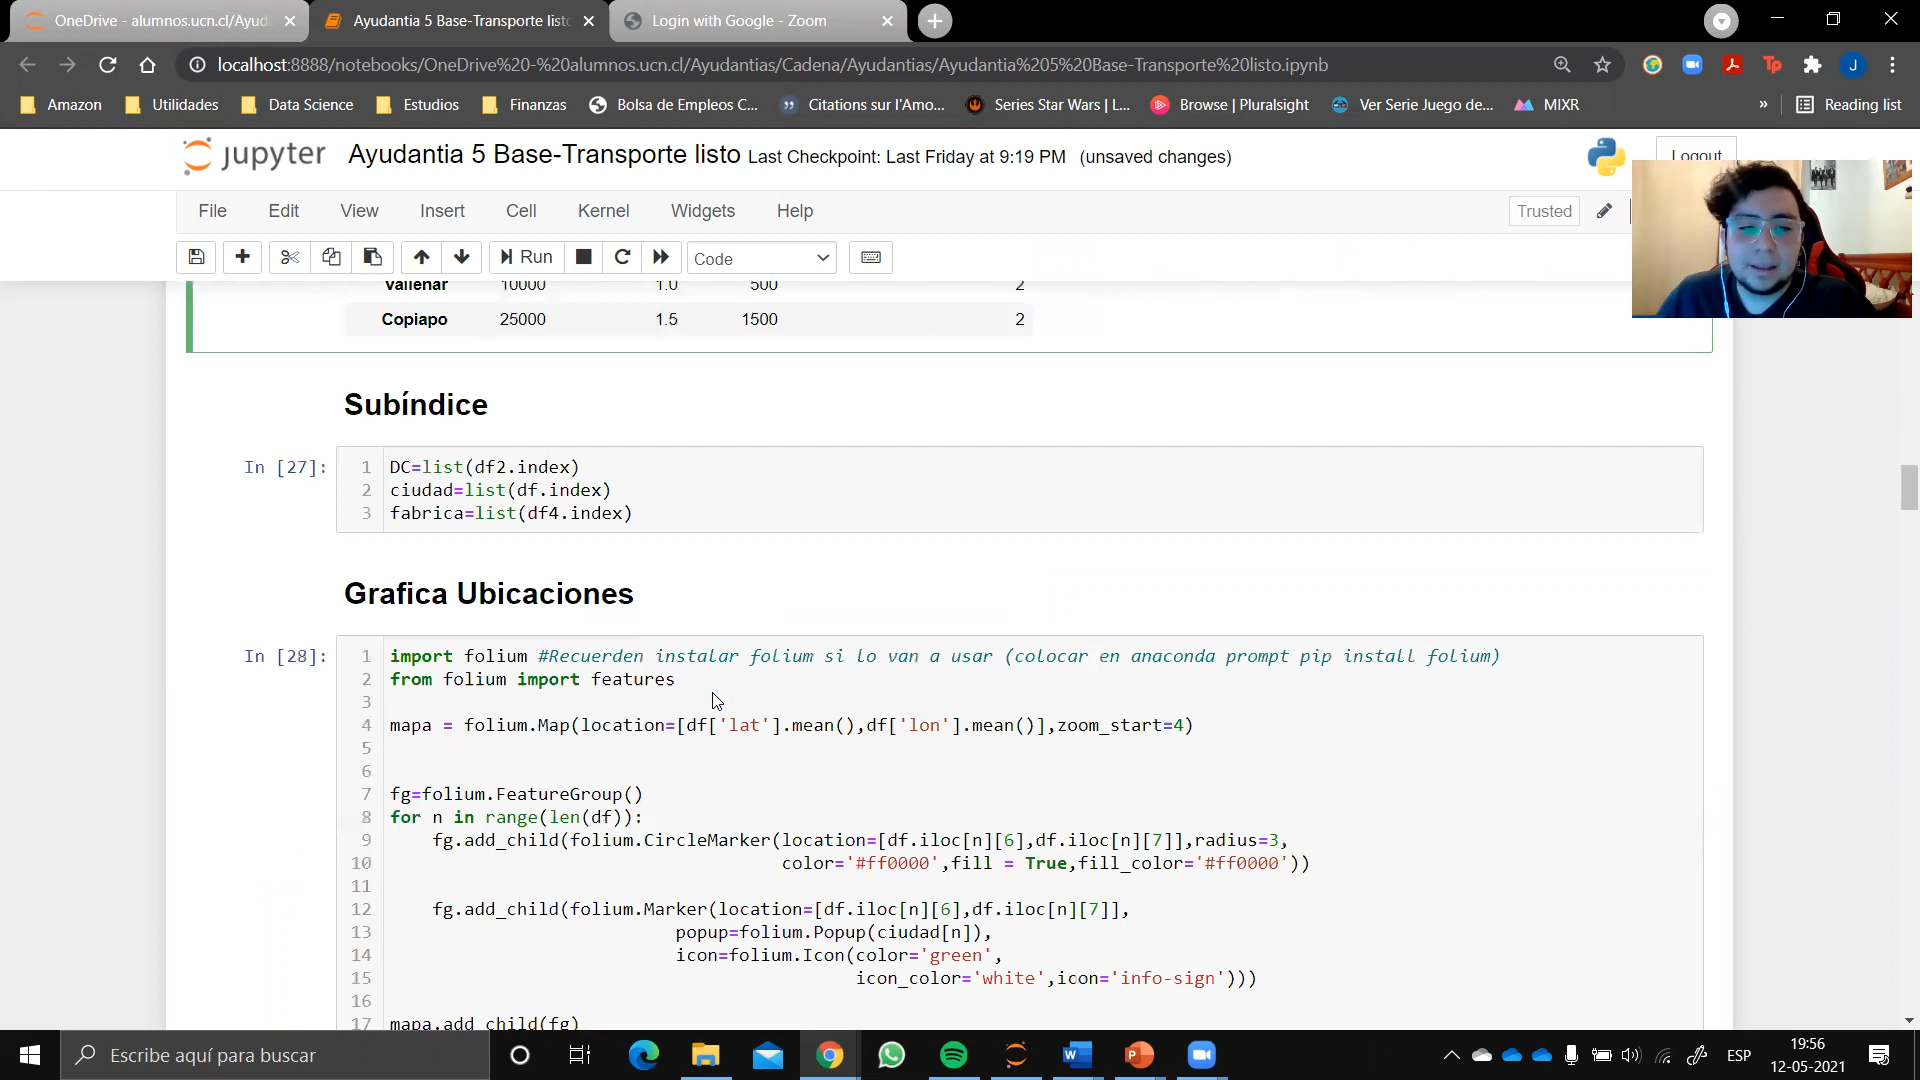 OneDrive - alumnos.ucn.cl/Ayud
Ayudantia 5 Base-Transporte list
Login with Google - Zoom
localhost:8888/notebooks/OneDrive%20-%20alumnos.ucn.cl/Ayudantias/Cadena/Ayudantias/Ayudantia%205%20Base-Transporte%20listo.ipynb
Tp
J
Amazon
Utilidades
Data Science
Estudios
Finanzas
Bolsa de Empleos C...
Citations sur l'Amo...
Series Star Wars | L...
Browse | Pluralsight
Ver Serie Juego de...
MIXR
»
Reading list
jupyter
Ayudantia 5 Base-Transporte listo Last Checkpoint: Last Friday at 9:19 PM (unsaved changes)
Logout
File Edit View Insert Cell Kernel Widgets Help
Trusted
Run
Code
Vallenar 10000 1.0 500 2
Copiapo 25000 1.5 1500 2
Subíndice
In [27]:
1 DC=list(df2.index)
2 ciudad=list(df.index)
3 fabrica=list(df4.index)
Grafica Ubicaciones
In [28]:
1 import folium #Recuerden instalar folium si lo van a usar (colocar en anaconda prompt pip install folium)
2 from folium import features
3
4 mapa = folium.Map(location=[df['lat'].mean(),df['lon'].mean()],zoom_start=4)
5
6
7 fg=folium.FeatureGroup()
8 for n in range(len(df)):
9 fg.add_child(folium.CircleMarker(location=[df.iloc[n][6],df.iloc[n][7]],radius=3,
10 color='#ff0000',fill = True,fill_color='#ff0000'))
11
12 fg.add_child(folium.Marker(location=[df.iloc[n][6],df.iloc[n][7]],
13 popup=folium.Popup(ciudad[n]),
14 icon=folium.Icon(color='green',
15 icon_color='white',icon='info-sign')))
16
17 mapa.add_child(fg)
Escribe aquí para buscar
ESP
19:56
12-05-2021